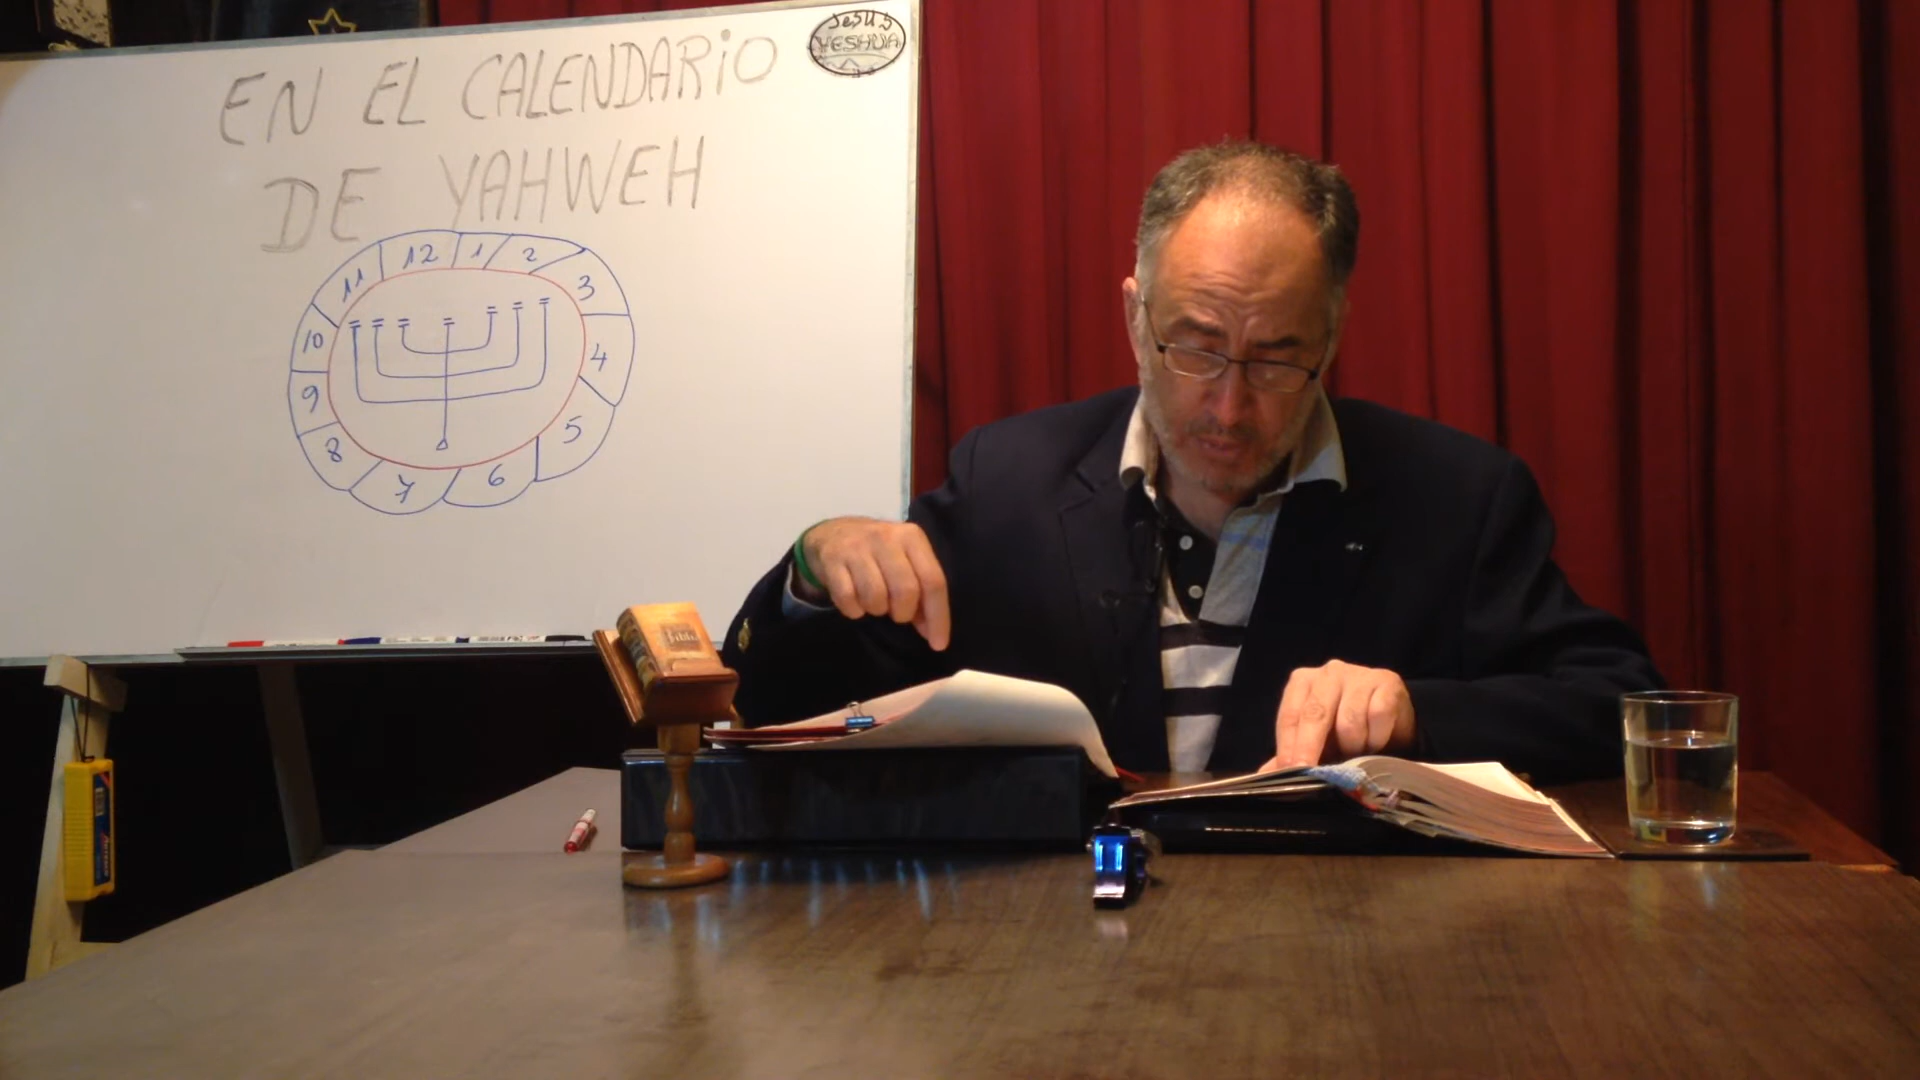 EN EL CALENDARiO
DE YAHWEH
JESUS
YESHUA
12 1 2
11 3
10 4
9 5
8 7 6
Biblia